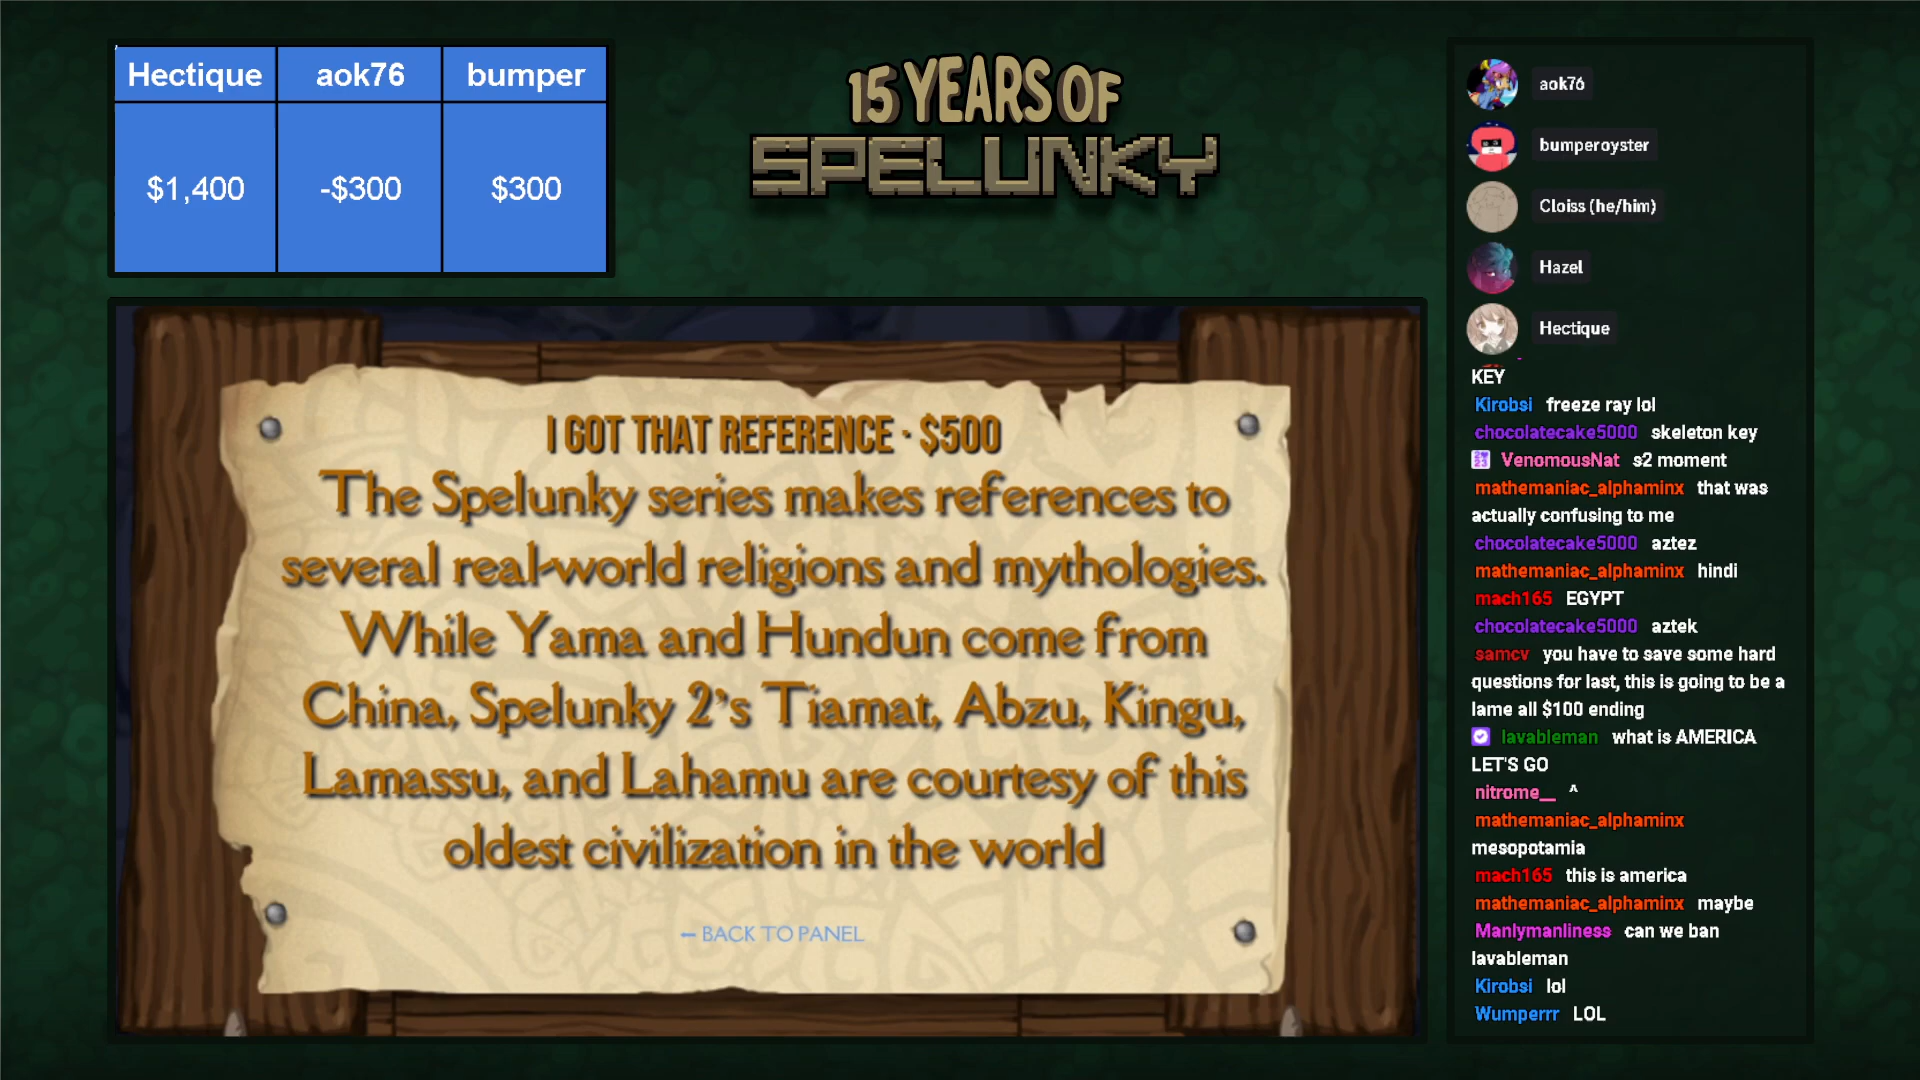 Hectique aok76 bumper
$1,400 -$300 $300
15 YEARS OF
SPELUNKY
I GOT THAT REFERENCE - $500
The Spelunky series makes references to
several real-world religions and mythologies.
While Yama and Hundun come from
China, Spelunky 2's Tiamat, Abzu, Kingu,
Lamassu, and Lahamu are courtesy of this
oldest civilization in the world
← BACK TO PANEL
aok76
bumperoyster
Cloiss (he/him)
Hazel
Hectique
KEY
Kirobsi freeze ray lol
chocolatecake5000 skeleton key
VenomousNat s2 moment
mathemaniac_alphaminx that was
actually confusing to me
chocolatecake5000 aztez
mathemaniac_alphaminx hindi
mach165 EGYPT
chocolatecake5000 aztek
samcv you have to save some hard
questions for last, this is going to be a
lame all $100 ending
lavableman what is AMERICA
LET'S GO
nitrome__ ^
mathemaniac_alphaminx
mesopotamia
mach165 this is america
mathemaniac_alphaminx maybe
Manlymanliness can we ban
lavableman
Kirobsi lol
Wumperrr LOL